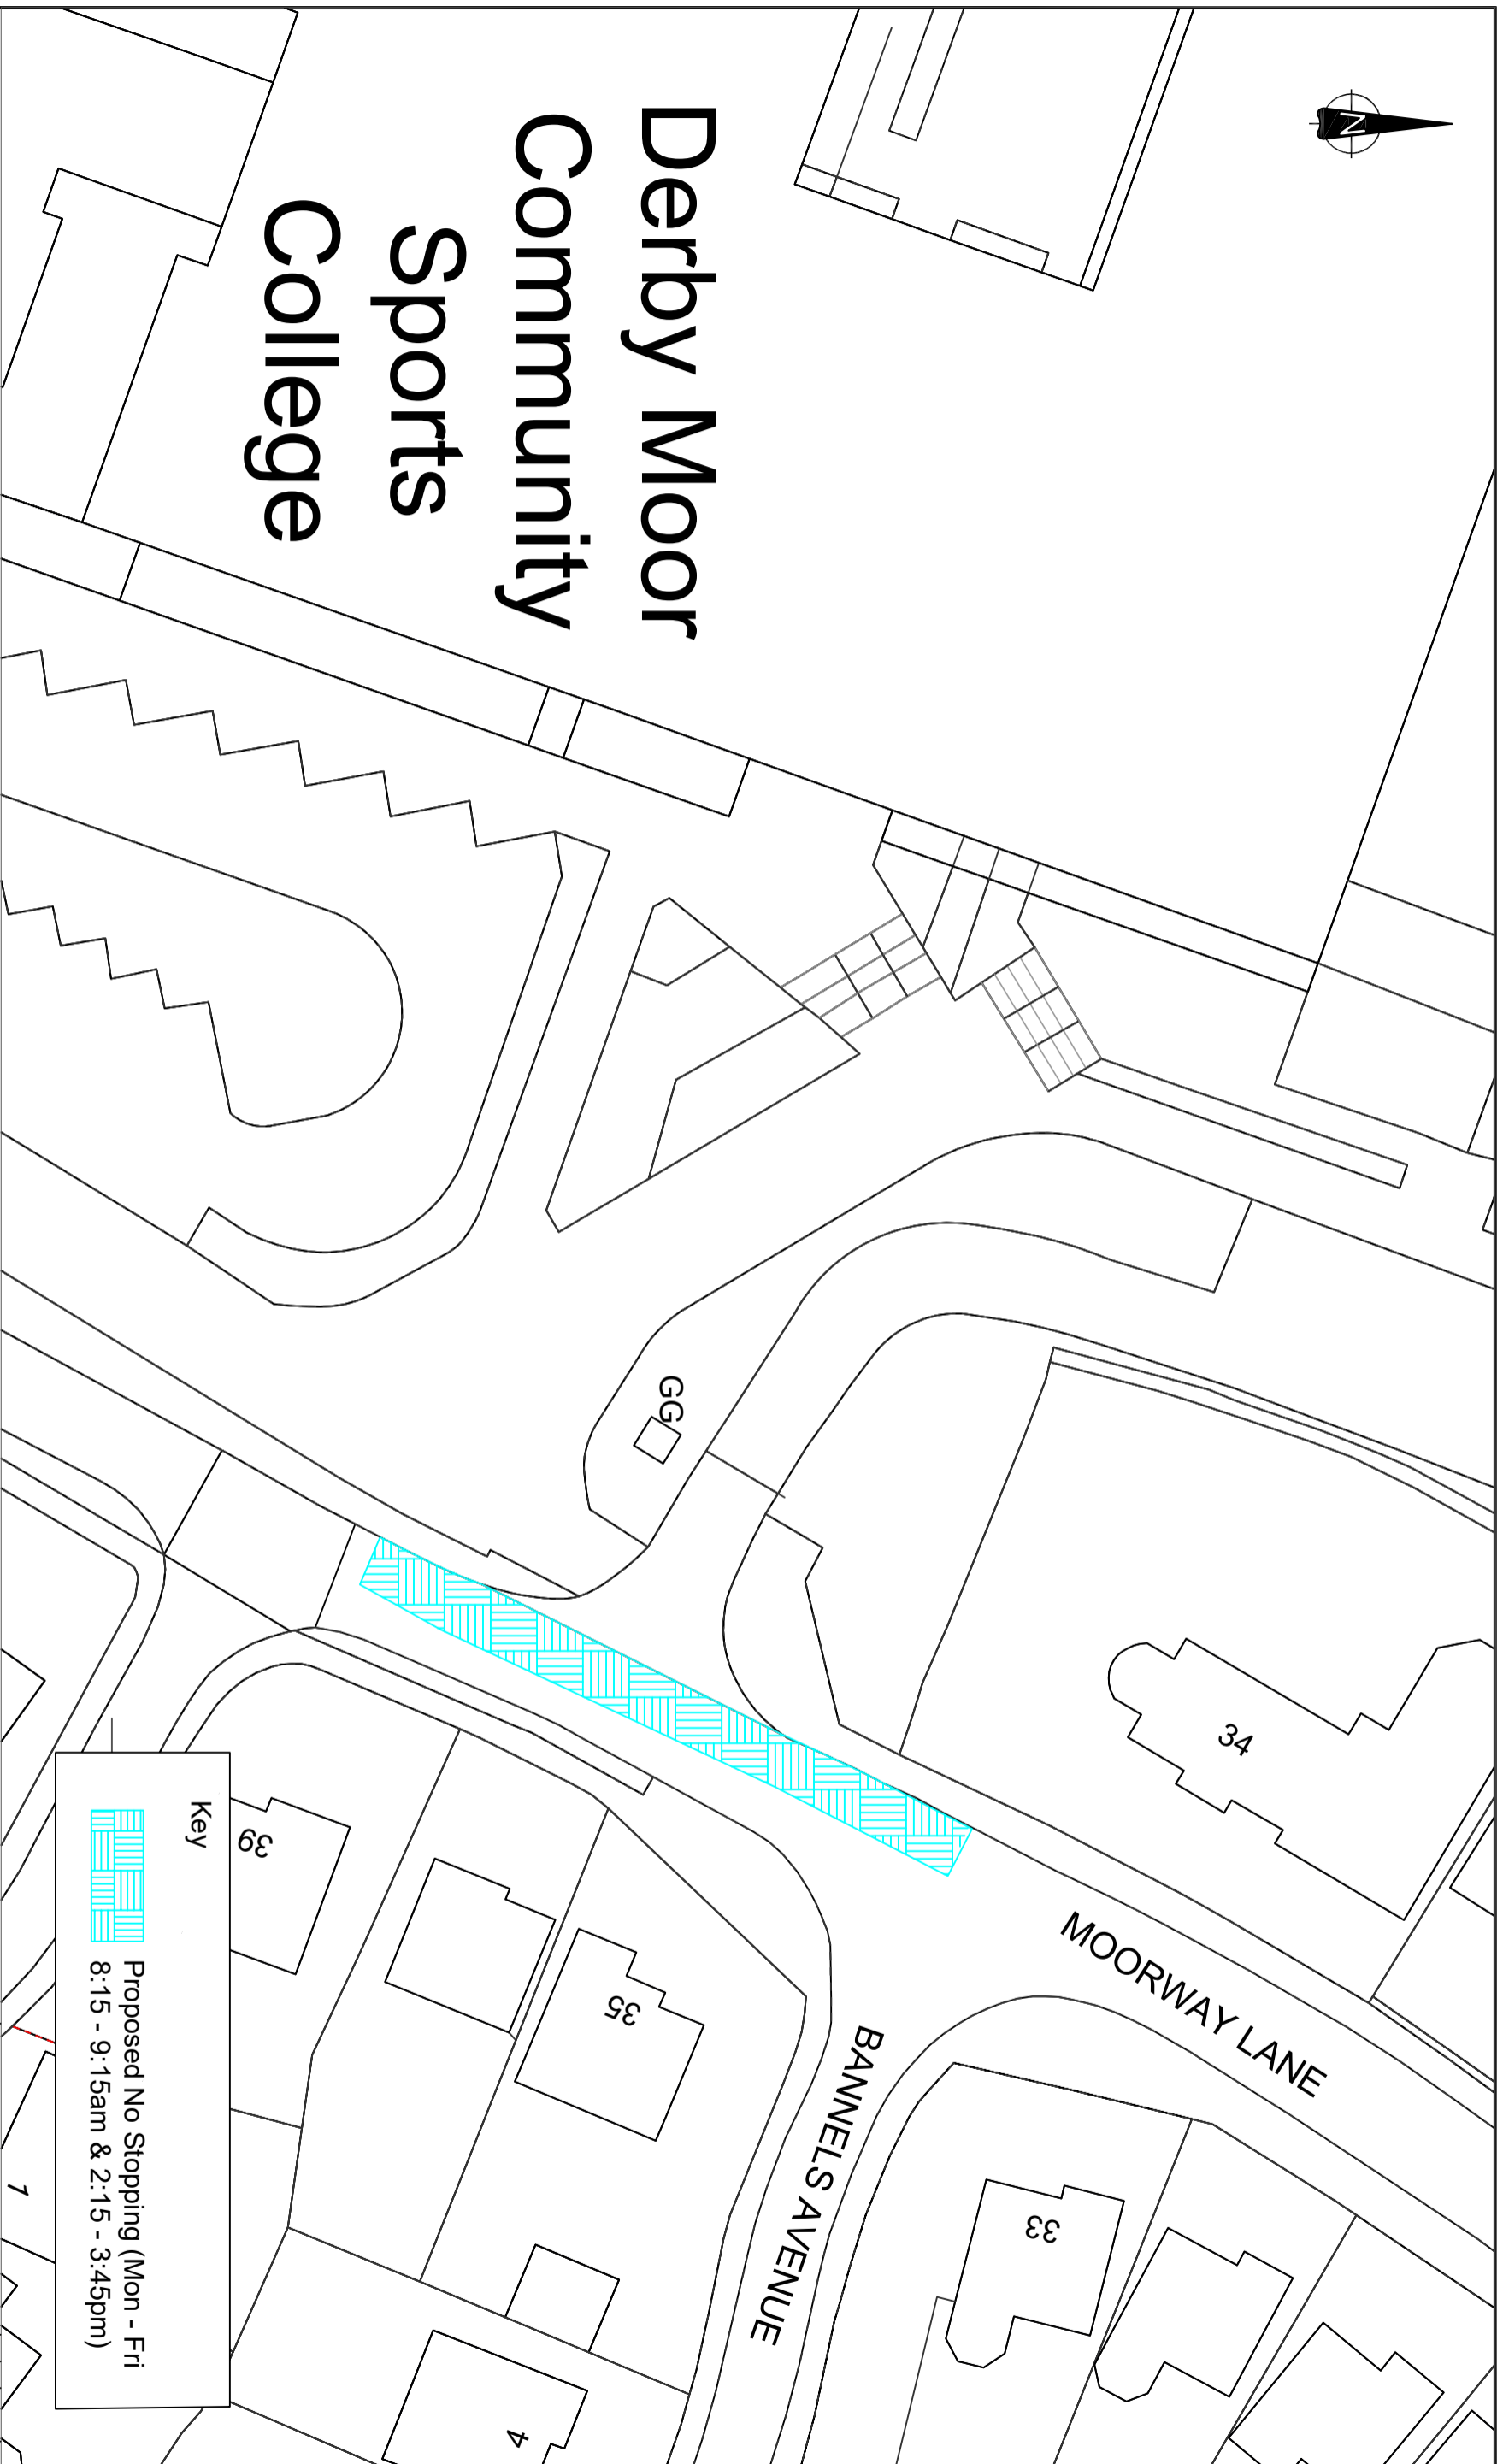 N
Derby Moor
Community
Sports
College
GG
34
MOORWAY LANE
BANNELS AVENUE
39
35
33
4
1
Key
Proposed No Stopping (Mon - Fri
8:15 - 9:15am & 2:15 - 3:45pm)